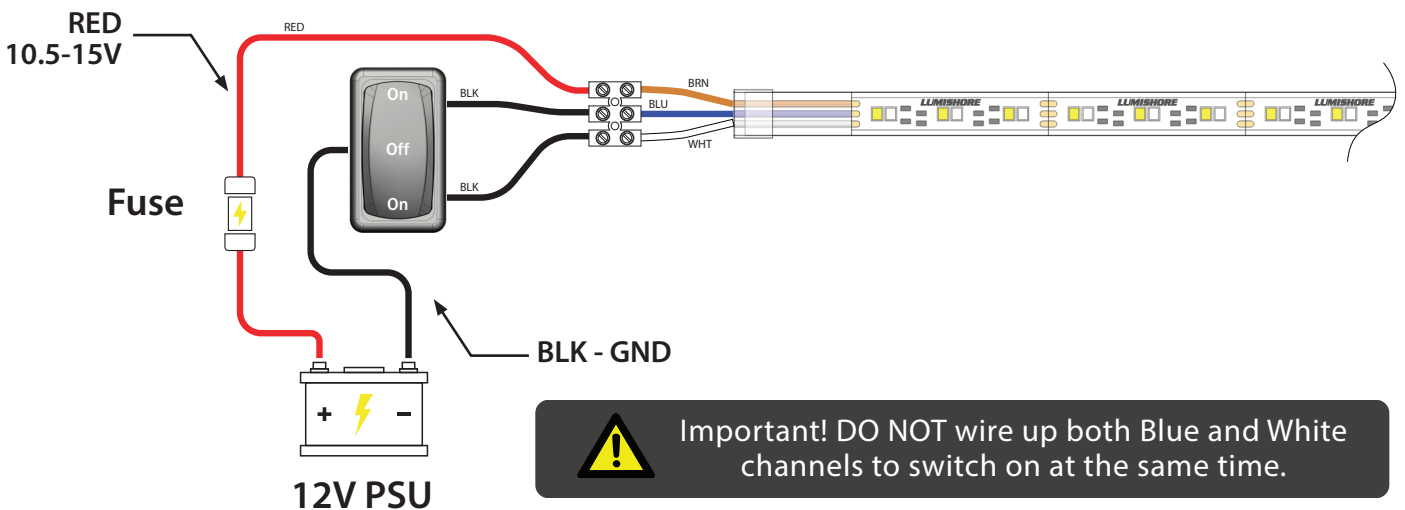 RED
10.5-15V
RED
BLK
On
Off
On
BLK
BRN
BLU
WHT
LUMISHORE
LUMISHORE
LUMISHORE
Fuse
BLK - GND
+
−
12V PSU
Important! DO NOT wire up both Blue and White
channels to switch on at the same time.